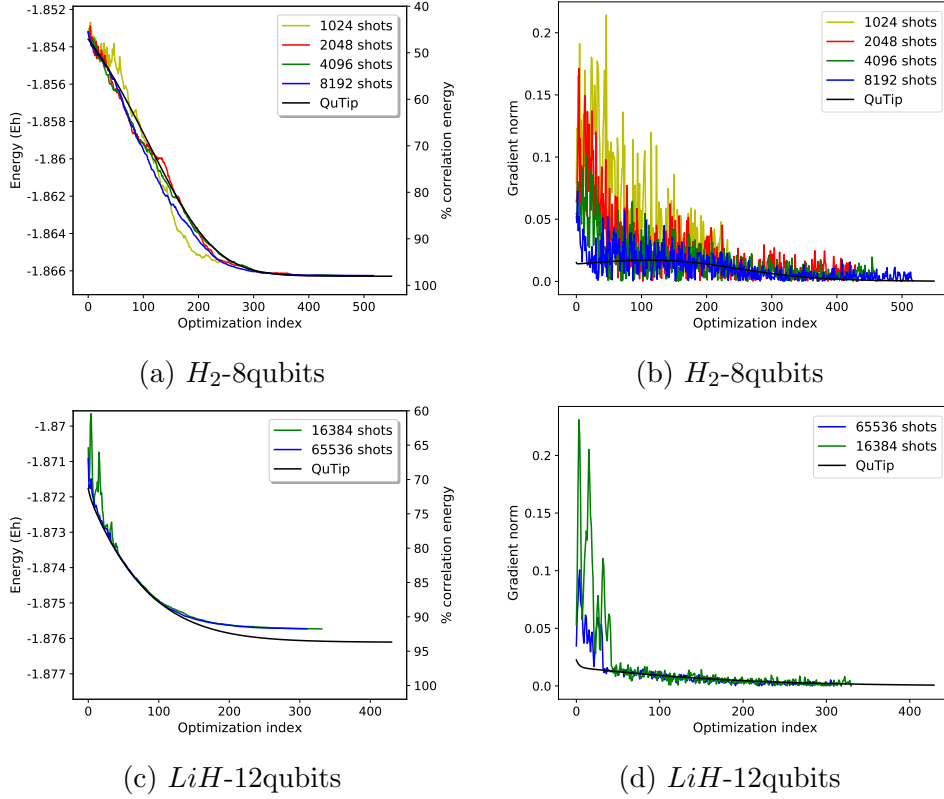 -1.852
-1.854
-1.856
-1.858
-1.86
-1.862
-1.864
-1.866
Energy (Eh)
0 100 200 300 400 500
Optimization index
40
50
60
70
80
90
100
% correlation energy
1024 shots
2048 shots
4096 shots
8192 shots
QuTip
(a) H2-8qubits
0.2
0.15
0.1
0.05
0.0
Gradient norm
0 100 200 300 400 500
Optimization index
1024 shots
2048 shots
4096 shots
8192 shots
QuTip
(b) H2-8qubits
-1.87
-1.871
-1.872
-1.873
-1.874
-1.875
-1.876
-1.877
Energy (Eh)
0 100 200 300 400
Optimization index
60
65
70
75
80
85
90
95
100
% correlation energy
16384 shots
65536 shots
QuTip
(c) LiH-12qubits
0.2
0.15
0.1
0.05
0.0
Gradient norm
0 100 200 300 400
Optimization index
65536 shots
16384 shots
QuTip
(d) LiH-12qubits